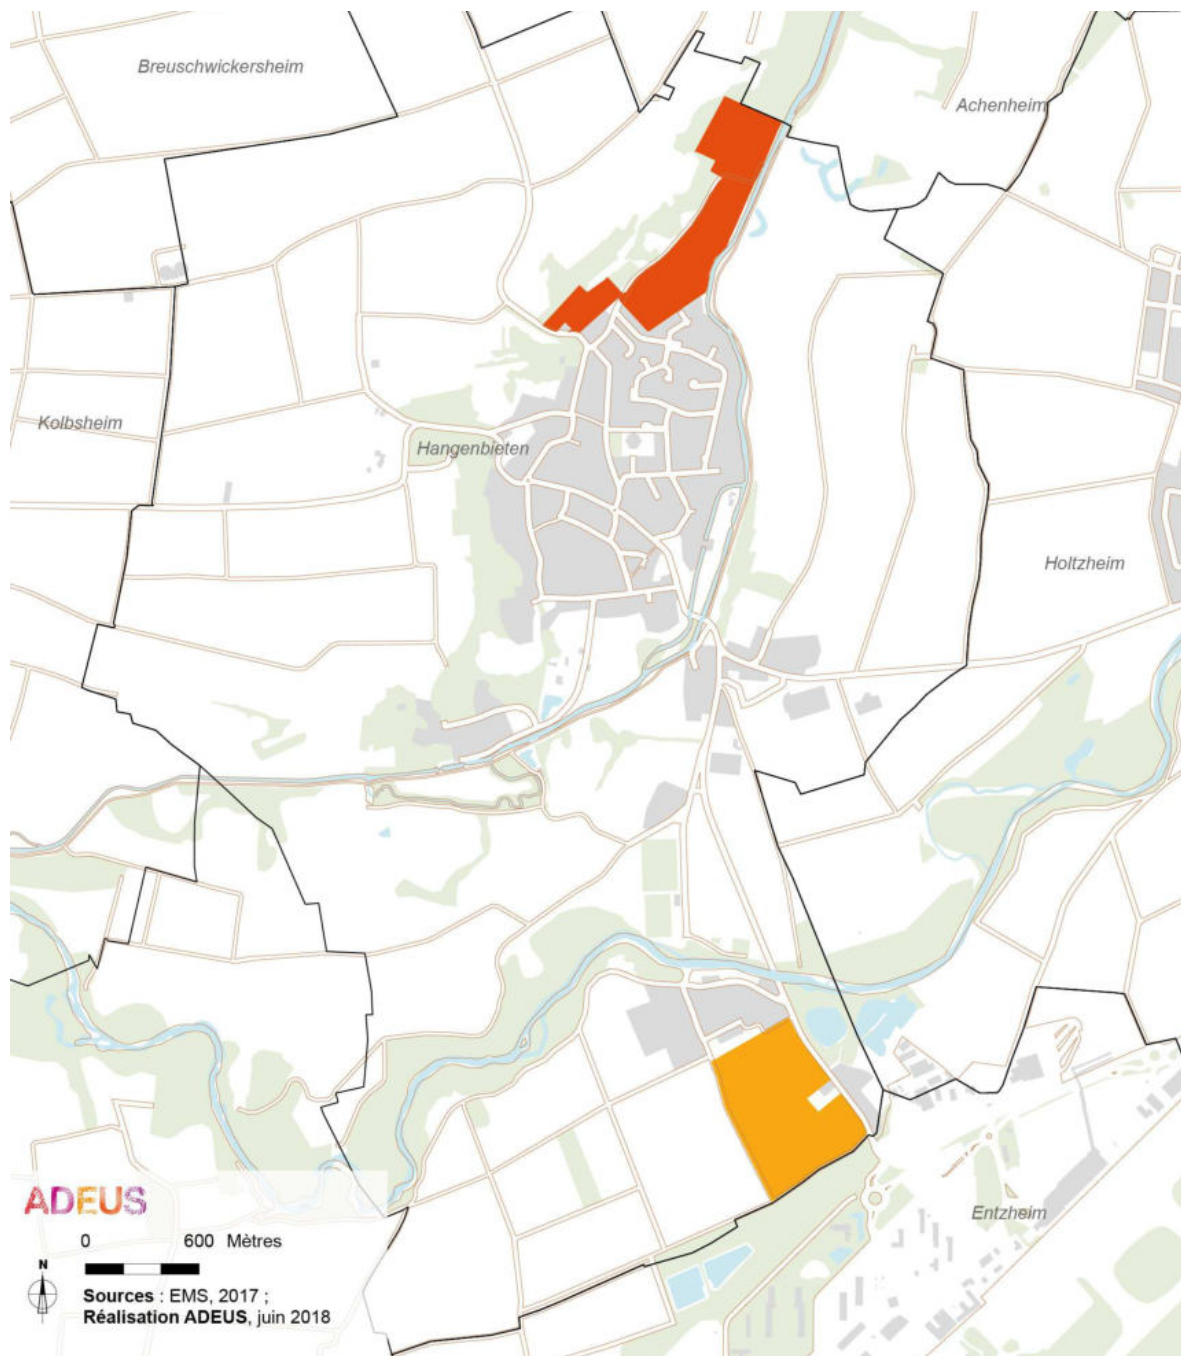 Breuschwickersheim
Achenheim
Kolbsheim
Hangenbieten
Holtzheim
Entzheim
ADEUS
0 600 Mètres
N
Sources : EMS, 2017 ;
Réalisation ADEUS, juin 2018